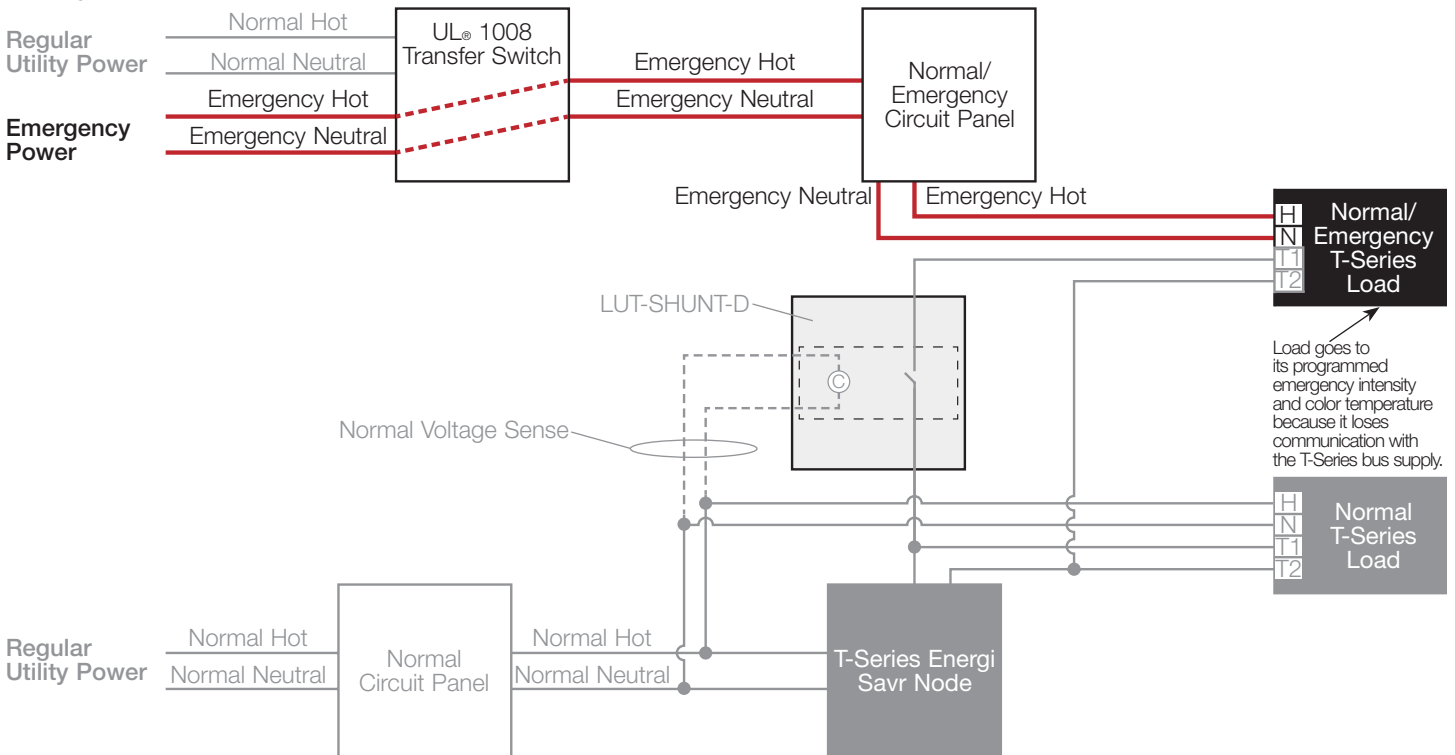 Regular
Utility Power
Normal Hot
Normal Neutral
Emergency
Power
Emergency Hot
Emergency Neutral
UL® 1008
Transfer Switch
Emergency Hot
Emergency Neutral
Normal/
Emergency
Circuit Panel
Emergency Neutral
Emergency Hot
H
N
T1
T2
Normal/
Emergency
T-Series
Load
LUT-SHUNT-D
C
Normal Voltage Sense
Load goes to
its programmed
emergency intensity
and color temperature
because it loses
communication with
the T-Series bus supply.
H
N
T1
T2
Normal
T-Series
Load
Regular
Utility Power
Normal Hot
Normal Neutral
Normal
Circuit Panel
Normal Hot
Normal Neutral
T-Series Energi
Savr Node